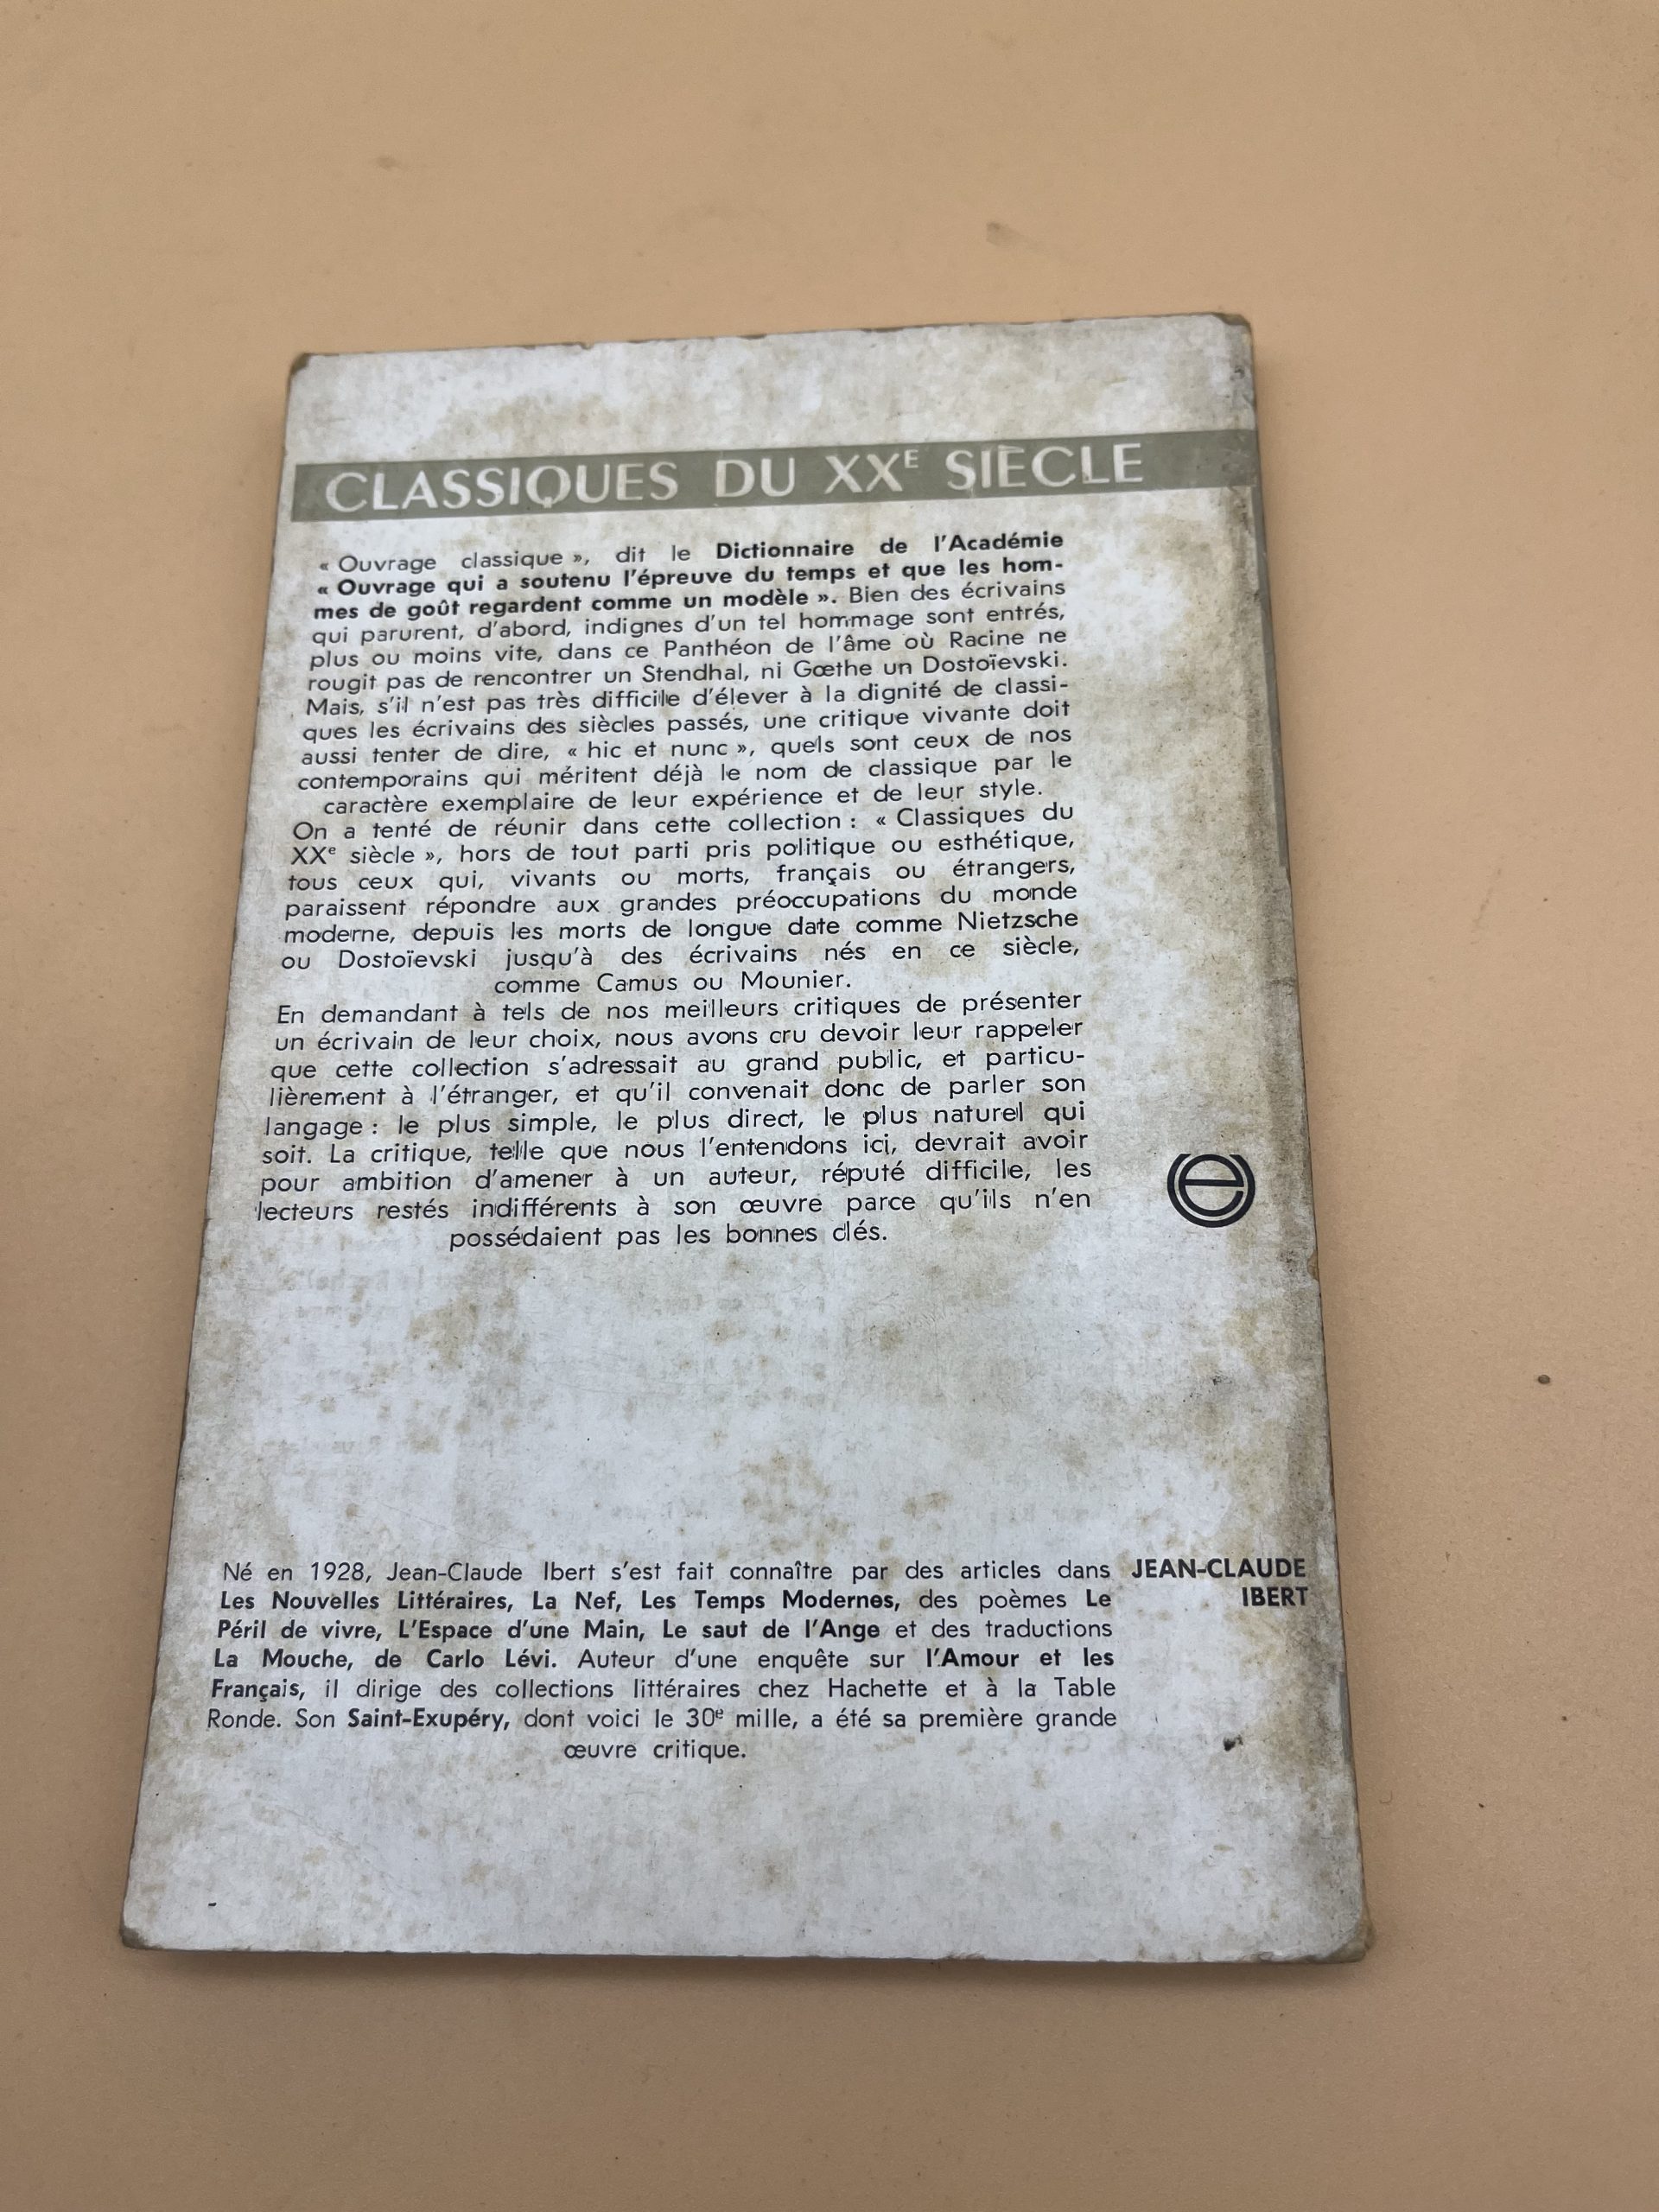 CLASSIQUES DU XXE SIÈCLE
« Ouvrage classique », dit le Dictionnaire de l'Académie
« Ouvrage qui a soutenu l'épreuve du temps et que les hom-
mes de goût regardent comme un modèle ». Bien des écrivains
qui parurent, d'abord, indignes d'un tel hommage sont entrés,
plus ou moins vite, dans ce Panthéon de l'âme où Racine ne
rougit pas de rencontrer un Stendhal, ni Gœthe un Dostoïevski.
Mais, s'il n'est pas très difficile d'élever à la dignité de classi-
ques les écrivains des siècles passés, une critique vivante doit
aussi tenter de dire, « hic et nunc », quels sont ceux de nos
contemporains qui méritent déjà le nom de classique par le
caractère exemplaire de leur expérience et de leur style.
On a tenté de réunir dans cette collection : « Classiques du
XXe siècle », hors de tout parti pris politique ou esthétique,
tous ceux qui, vivants ou morts, français ou étrangers,
paraissent répondre aux grandes préoccupations du monde
moderne, depuis les morts de longue date comme Nietzsche
ou Dostoïevski jusqu'à des écrivains nés en ce siècle,
comme Camus ou Mounier.
En demandant à tels de nos meilleurs critiques de présenter
un écrivain de leur choix, nous avons cru devoir leur rappeler
que cette collection s'adressait au grand public, et particu-
lièrement à l'étranger, et qu'il convenait donc de parler son
langage : le plus simple, le plus direct, le plus naturel qui
soit. La critique, telle que nous l'entendons ici, devrait avoir
pour ambition d'amener à un auteur, réputé difficile, les
lecteurs restés indifférents à son œuvre parce qu'ils n'en
possédaient pas les bonnes clés.
Né en 1928, Jean-Claude Ibert s'est fait connaître par des articles dans
Les Nouvelles Littéraires, La Nef, Les Temps Modernes, des poèmes Le
Péril de vivre, L'Espace d'une Main, Le saut de l'Ange et des traductions
La Mouche, de Carlo Lévi. Auteur d'une enquête sur l'Amour et les
Français, il dirige des collections littéraires chez Hachette et à la Table
Ronde. Son Saint-Exupéry, dont voici le 30e mille, a été sa première grande
œuvre critique.
JEAN-CLAUDE
IBERT